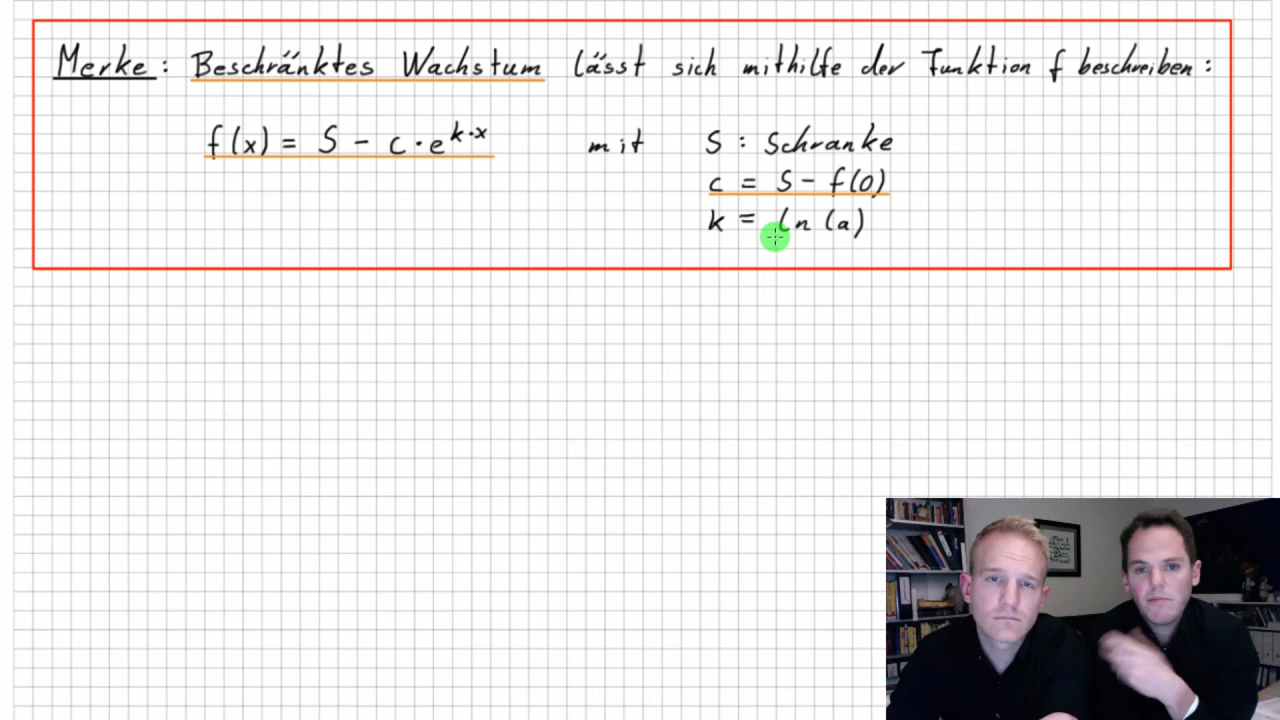 Merke: Beschränktes Wachstum lässt sich mithilfe der Funktion f beschreiben:
f(x) = S - c · e^{k·x} mit S : Schranke
c = S - f(0)
k = ln (a)